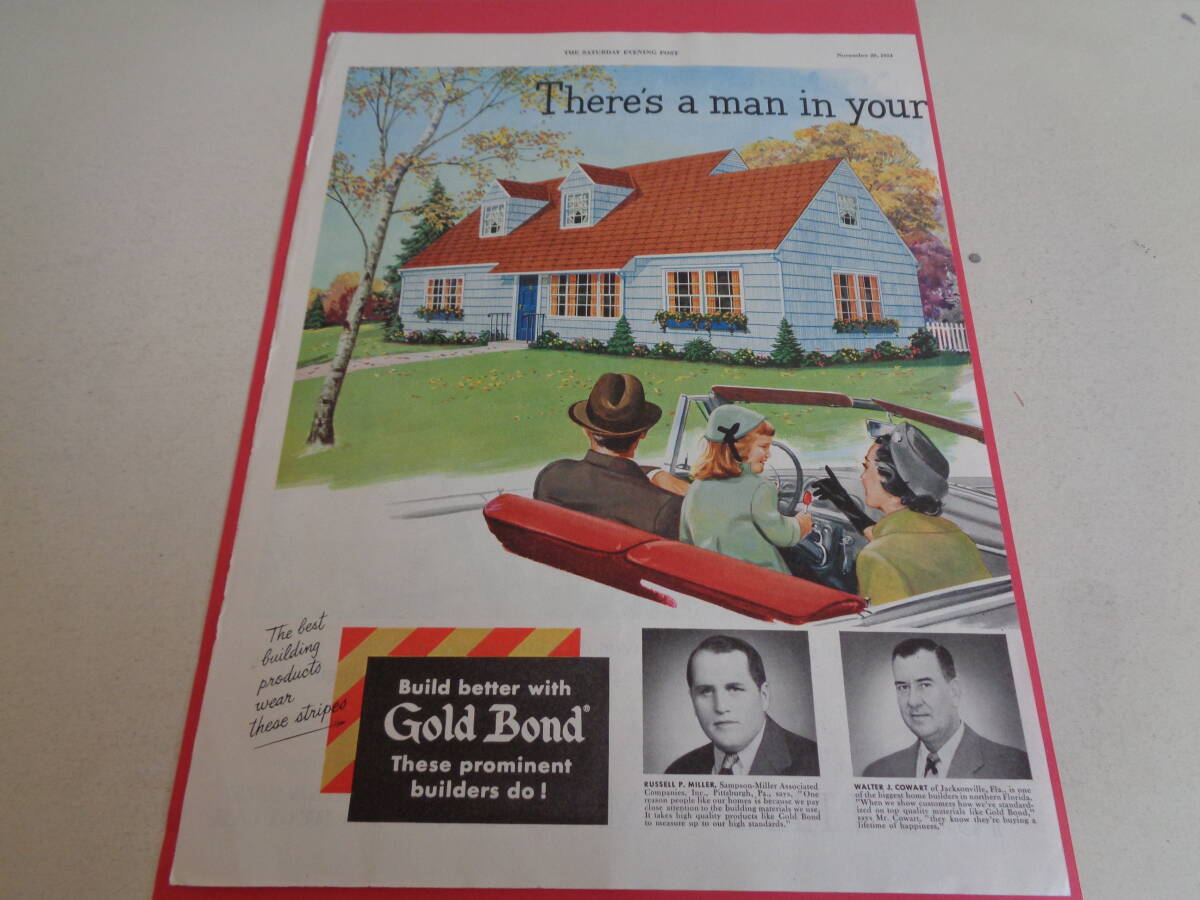 THE SATURDAY EVENING POST
November 20, 1954
There's a man in your
The best
building
products
wear
these stripes
Build better with
Gold Bond®
These prominent
builders do!
RUSSELL P. MILLER, Sampson-Miller Associated
Companies, Inc., Pittsburgh, Pa., says, "One
reason people like our homes is because we pay
close attention to the building materials we use.
It takes high quality products like Gold Bond
to measure up to our high standards."
WALTER J. COWART of Jacksonville, Fla., is one
of the biggest home builders in northern Florida.
"When we show customers how we've standard-
ized on top quality materials like Gold Bond,"
says Mr. Cowart, "they know they're buying a
lifetime of happiness."